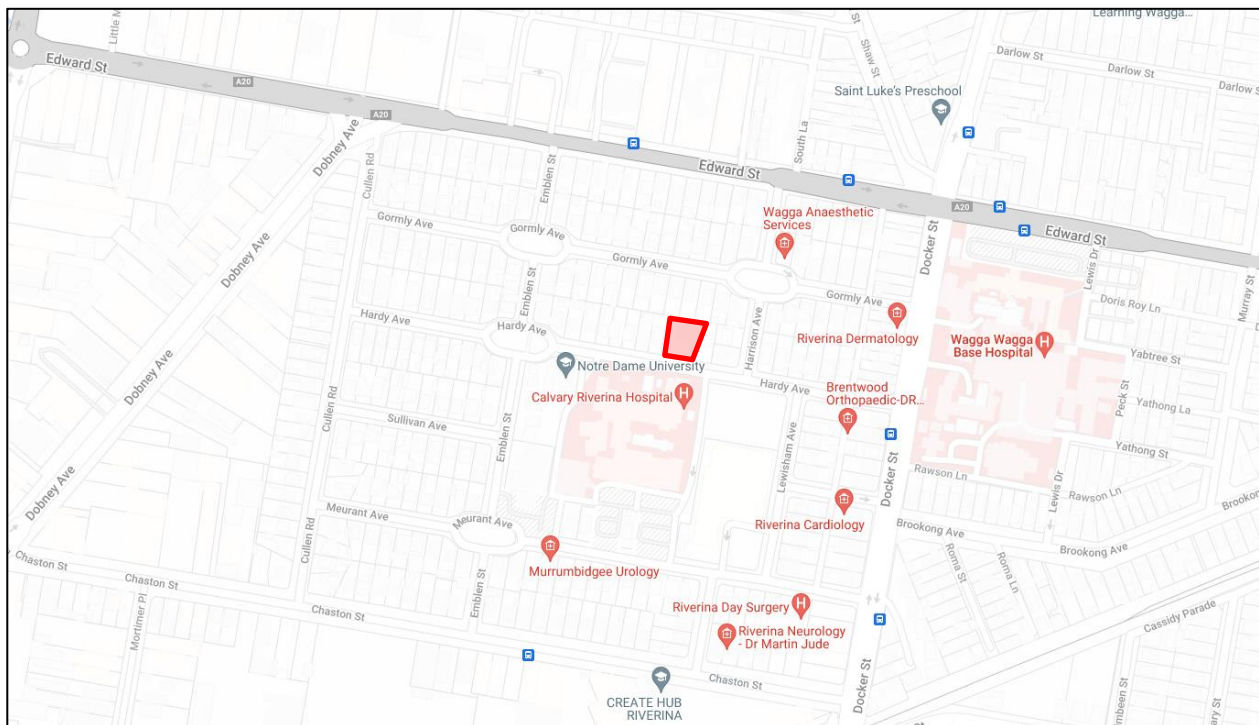 Learning Wagga...
Little M
Edward St
A20
A20
Dobney Ave
Cullen Rd
Emblen St
St
Shaw St
Darlow St
Darlow St
Darlow St
Saint Luke's Preschool
South La
Edward St
A20
Edward St
Lewis Dr
Murray St
Gormly Ave
Gormly Ave
Gormly Ave
Gormly Ave
Wagga Anaesthetic
Services
Docker St
Doris Roy Ln
Dobney Ave
Emblen St
Harrison Ave
Riverina Dermatology
Wagga Wagga
Base Hospital
H
Yabtree St
Hardy Ave
Hardy Ave
Notre Dame University
Hardy Ave
Calvary Riverina Hospital
H
Brentwood
Orthopaedic-DR...
Peck St
Yathong La
Dobney Ave
Cullen Rd
Sullivan Ave
Emblen St
Lewisham Ave
Docker St
Yathong St
Rawson Ln
Rawson Ln
Lewis Dr
Brookong
Dobney Ave
Meurant Ave
Meurant Ave
Riverina Cardiology
Docker St
Brookong Ave
Brookong Ave
Cullen Rd
Murrumbidgee Urology
Roma St
Roma Ln
Chaston St
Chaston St
Mortimer Pl
Emblen St
Chaston St
Riverina Day Surgery
H
Riverina Neurology
- Dr Martin Jude
Cassidy Parade
CREATE HUB
RIVERINA
Chaston St
Docker St